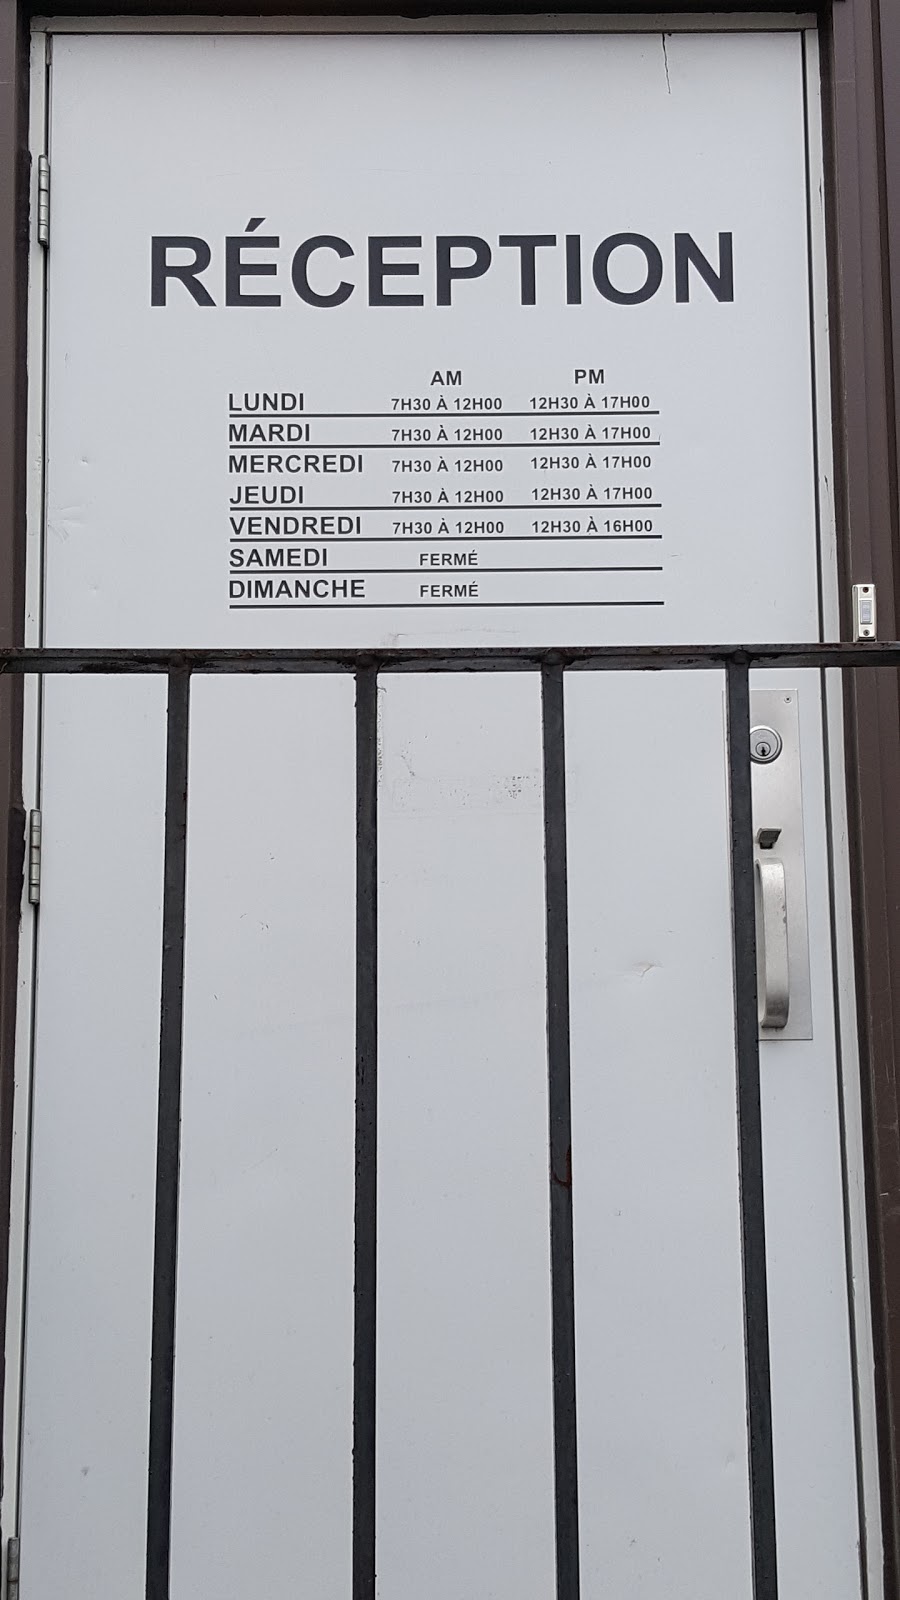 RÉCEPTION
AM PM
LUNDI 7H30 À 12H00 12H30 À 17H00
MARDI 7H30 À 12H00 12H30 À 17H00
MERCREDI 7H30 À 12H00 12H30 À 17H00
JEUDI 7H30 À 12H00 12H30 À 17H00
VENDREDI 7H30 À 12H00 12H30 À 16H00
SAMEDI FERMÉ
DIMANCHE FERMÉ